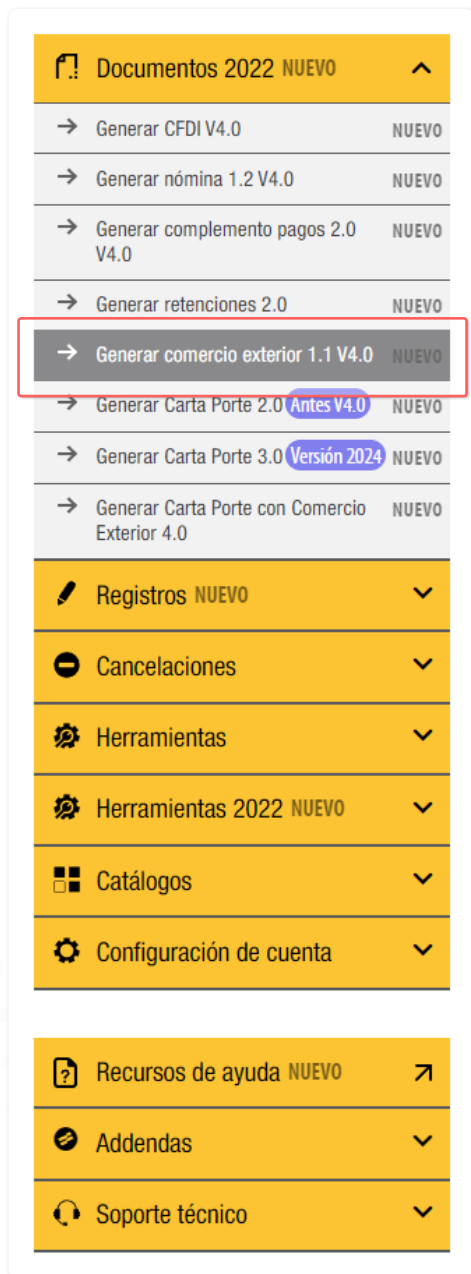 Documentos 2022 NUEVO
Generar CFDI V4.0 NUEVO
Generar nómina 1.2 V4.0 NUEVO
Generar complemento pagos 2.0 NUEVO
V4.0
Generar retenciones 2.0 NUEVO
Generar comercio exterior 1.1 V4.0 NUEVO
Generar Carta Porte 2.0 Antes V4.0 NUEVO
Generar Carta Porte 3.0 Versión 2024 NUEVO
Generar Carta Porte con Comercio NUEVO
Exterior 4.0
Registros NUEVO
Cancelaciones
Herramientas
Herramientas 2022 NUEVO
Catálogos
Configuración de cuenta
Recursos de ayuda NUEVO
Addendas
Soporte técnico